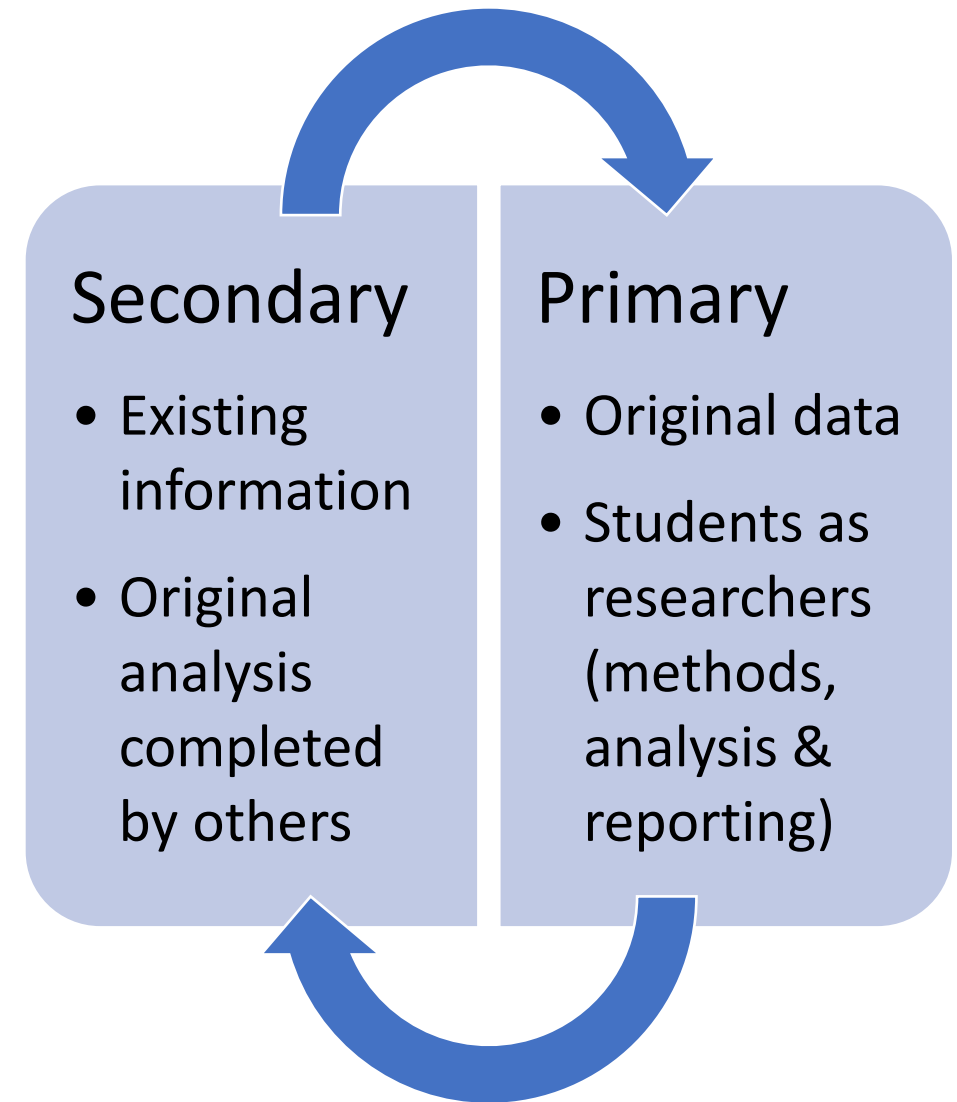 Secondary
• Existing
information
• Original
analysis
completed
by others
Primary
• Original data
• Students as
researchers
(methods,
analysis &
reporting)